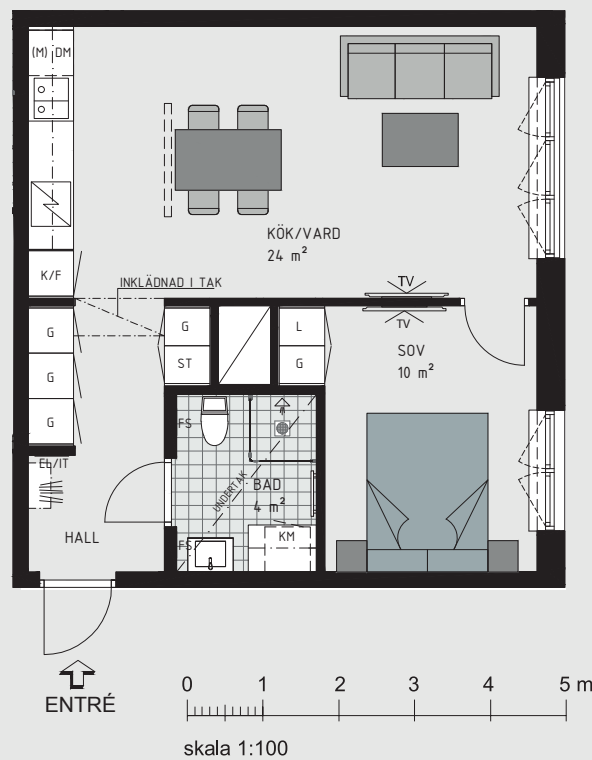 (M) DM
KÖK/VARD
24 m²
K/F
INKLÄDNAD I TAK
TV
TV
G
G
G
G
ST
L
G
SOV
10 m²
FS
EL/IT
UNDERTAK
BAD
4 m²
HALL
FS
KM
ENTRÉ
0 1 2 3 4 5 m
skala 1:100